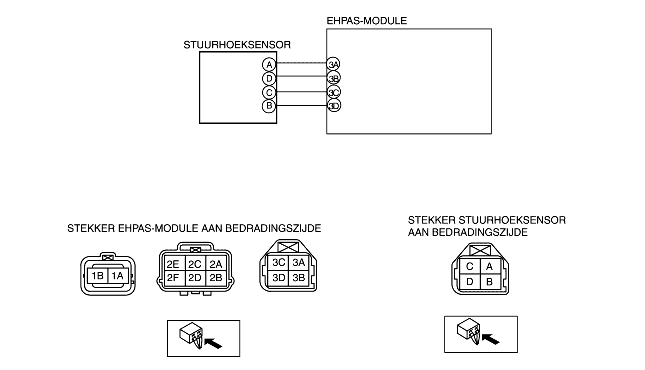 EHPAS-MODULE
STUURHOEKSENSOR
A 3A
D 3B
C 3C
B 3D
STEKKER EHPAS-MODULE AAN BEDRADINGSZIJDE
STEKKER STUURHOEKSENSOR
AAN BEDRADINGSZIJDE
1B 1A
2E 2C 2A
2F 2D 2B
3C 3A
3D 3B
C A
D B